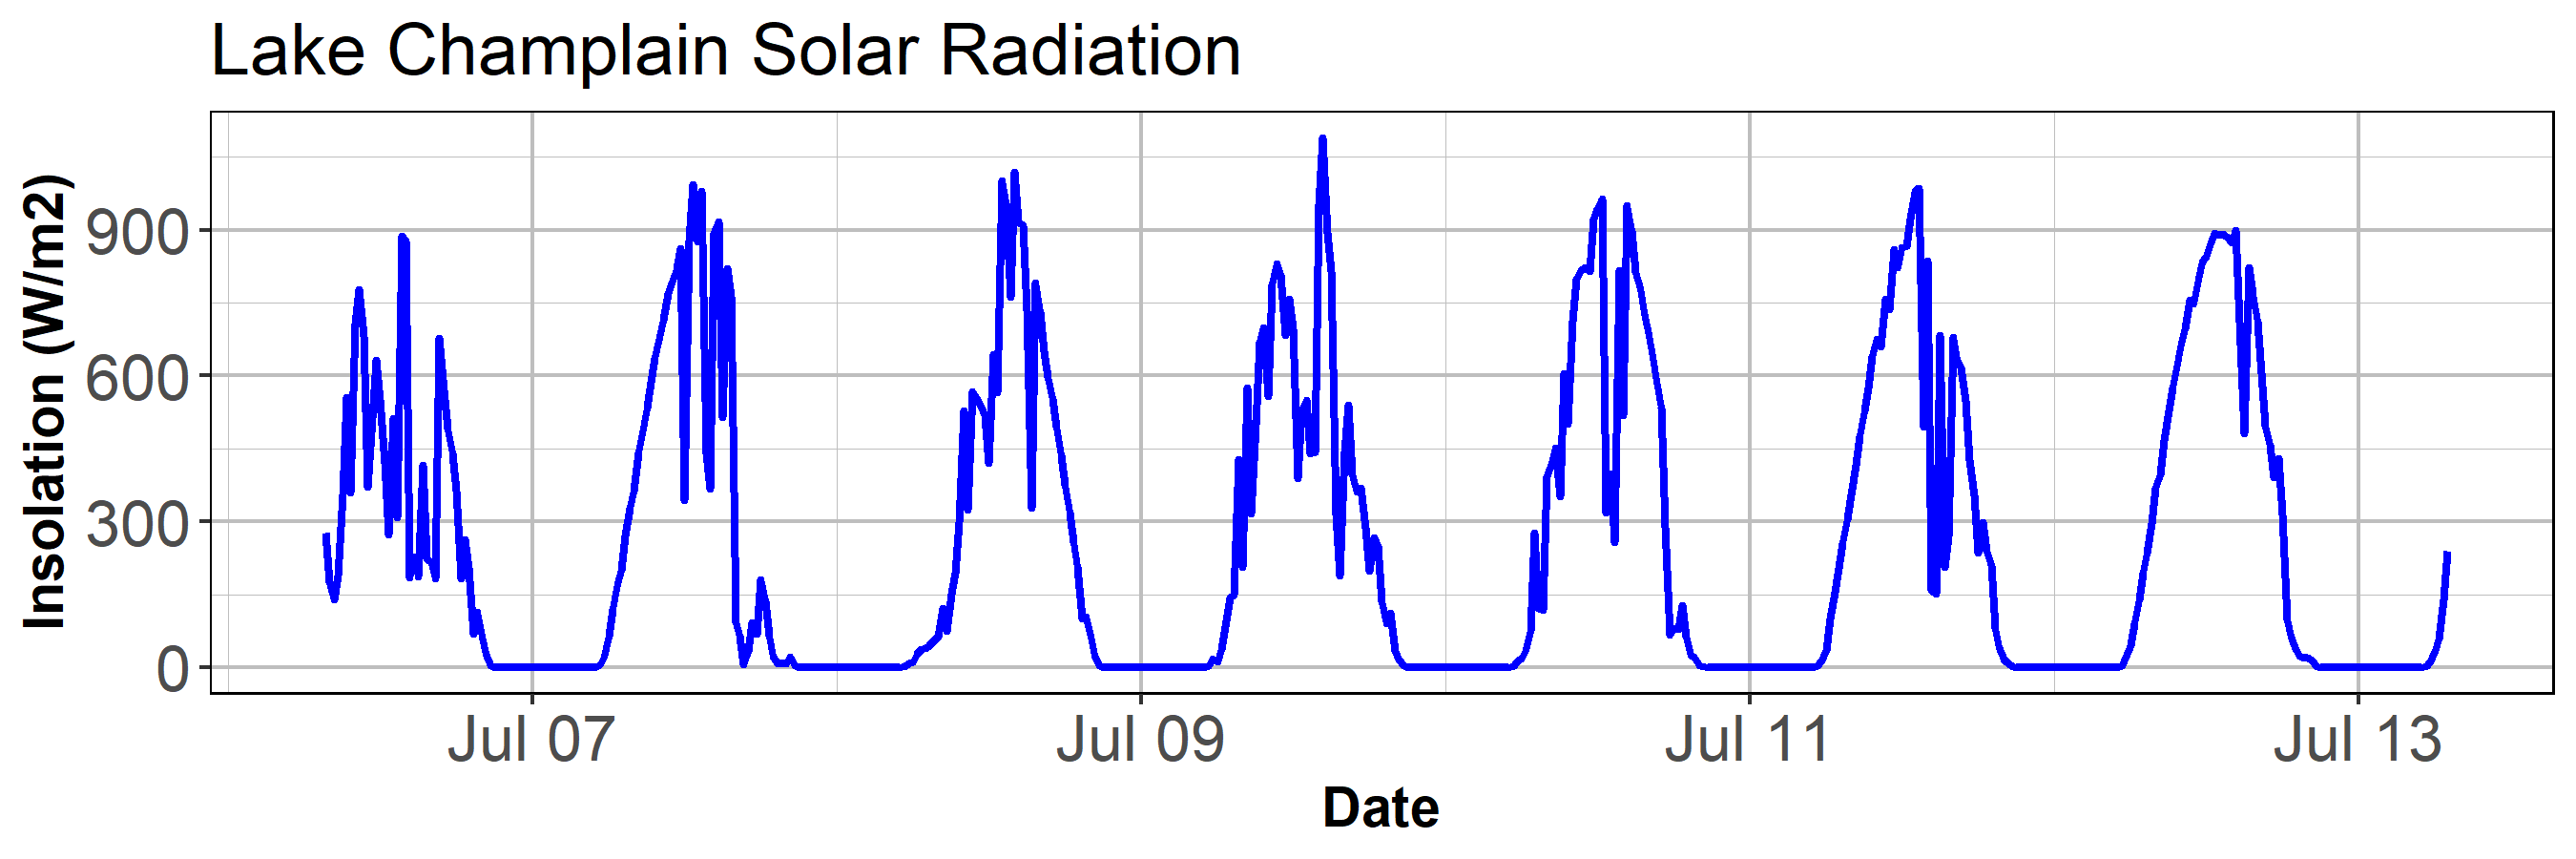 Lake Champlain Solar Radiation
Insolation (W/m2)
900
600
300
0
Jul 07 Jul 09 Jul 11 Jul 13
Date